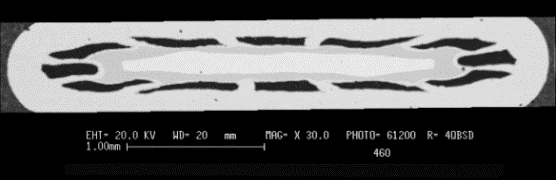 EHT= 20.0 KV WD= 20 mm MAG= X 30.0 PHOTO= 61200 R= 4QBSD
1.00mm
460